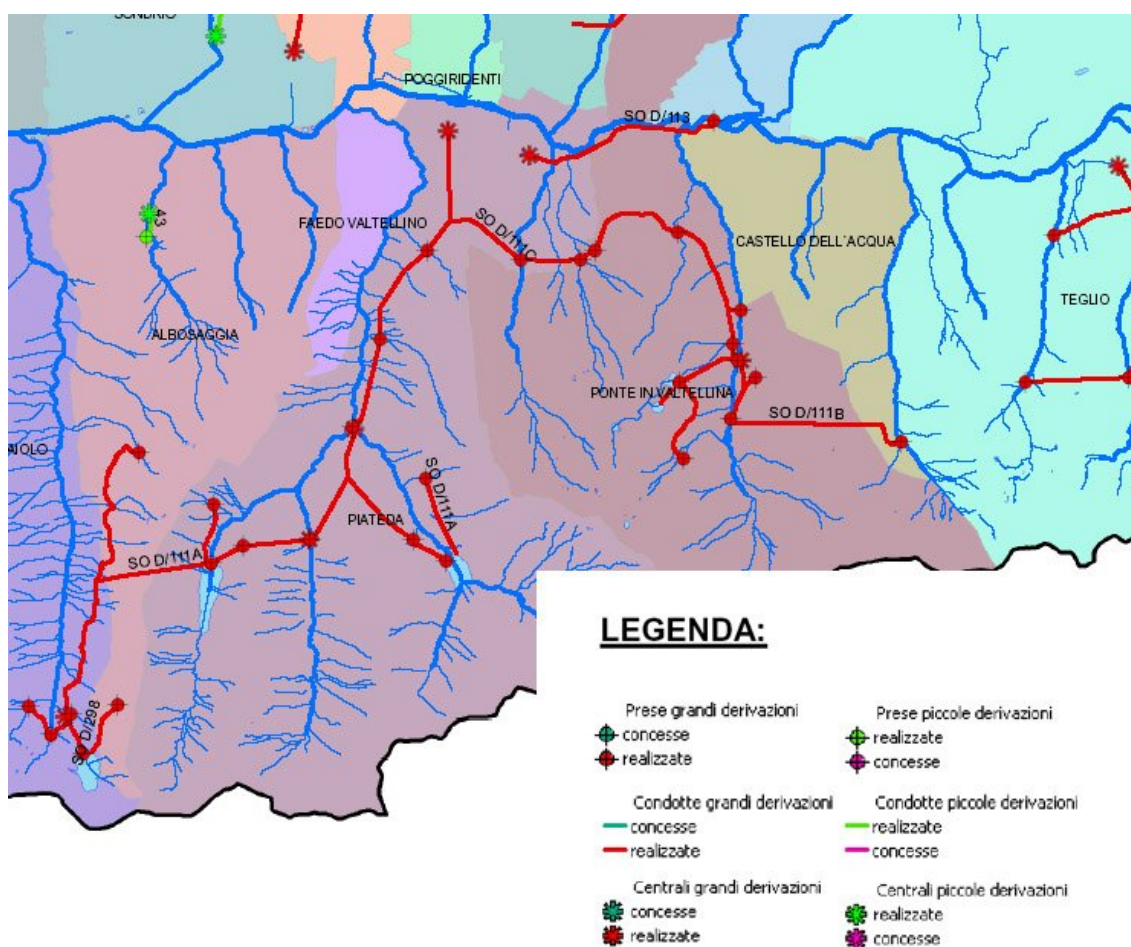 SONDRIO
POGGIRIDENTI
SO D/113
43
FAEDO VALTELLINO
SO D/111C
CASTELLO DELL'ACQUA
TEGLIO
ALBOSAGGIA
PONTE IN VALTELLINA
SO D/111B
AIOLO
SO D/111A
PIATEDA
SO D/111A
SO D/298
LEGENDA:
Prese grandi derivazioni
concesse
realizzate
Prese piccole derivazioni
realizzate
concesse
Condotte grandi derivazioni
concesse
realizzate
Condotte piccole derivazioni
realizzate
concesse
Centrali grandi derivazioni
concesse
realizzate
Centrali piccole derivazioni
realizzate
concesse